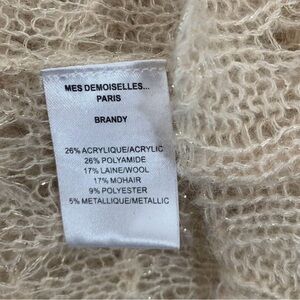 MES DEMOISELLES...
PARIS
BRANDY
26% ACRYLIQUE/ACRYLIC
26% POLYAMIDE
17% LAINE/WOOL
17% MOHAIR
9% POLYESTER
5% METALLIQUE/METALLIC